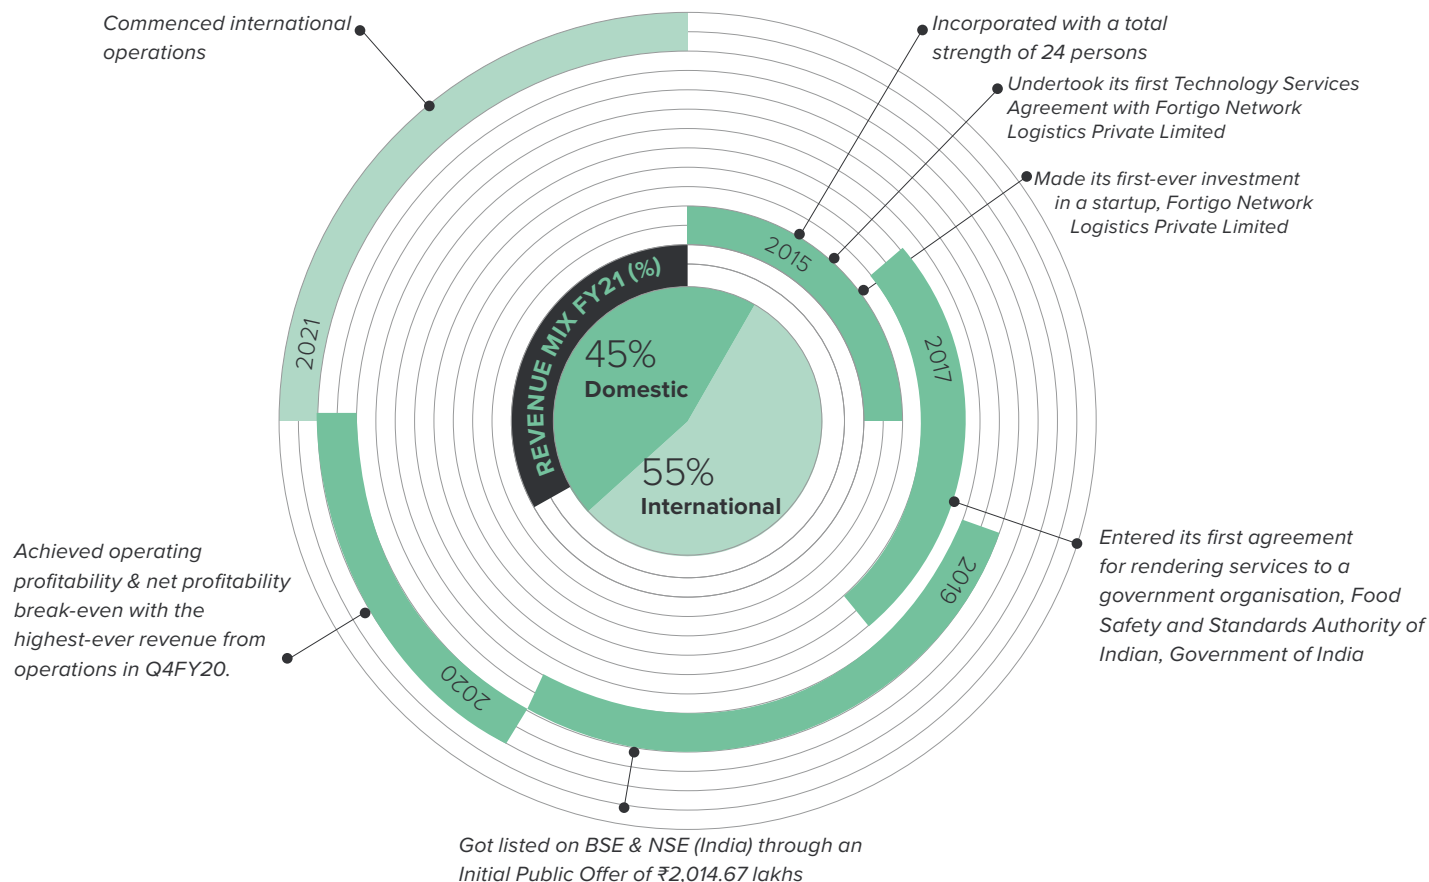 Commenced international
operations
Incorporated with a total
strength of 24 persons
Undertook its first Technology Services
Agreement with Fortigo Network
Logistics Private Limited
Made its first-ever investment
in a startup, Fortigo Network
Logistics Private Limited
2015
2017
2019
2020
2021
REVENUE MIX FY21 (%)
45%
Domestic
55%
International
Entered its first agreement
for rendering services to a
government organisation, Food
Safety and Standards Authority of
Indian, Government of India
Achieved operating
profitability & net profitability
break-even with the
highest-ever revenue from
operations in Q4FY20.
Got listed on BSE & NSE (India) through an
Initial Public Offer of ₹2,014.67 lakhs